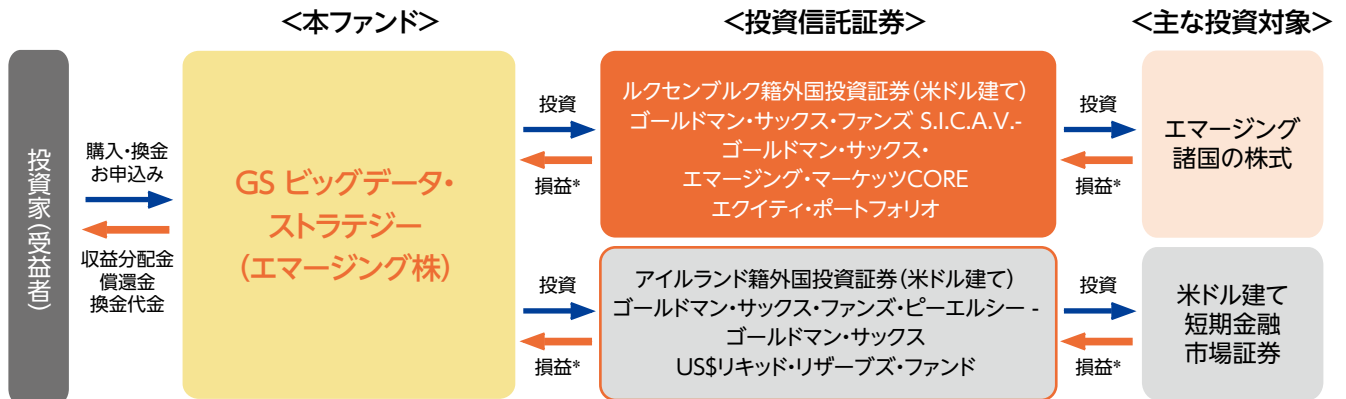 <本ファンド>
<投資信託証券>
<主な投資対象>
投資家（受益者）
購入・換金
お申込み
収益分配金
償還金
換金代金
GS ビッグデータ・
ストラテジー
（エマージング株）
投資
損益*
ルクセンブルク籍外国投資証券（米ドル建て）
ゴールドマン・サックス・ファンズ S.I.C.A.V.-
ゴールドマン・サックス・
エマージング・マーケッツCORE
エクイティ・ポートフォリオ
投資
損益*
エマージング
諸国の株式
投資
損益*
アイルランド籍外国投資証券（米ドル建て）
ゴールドマン・サックス・ファンズ・ピーエルシー -
ゴールドマン・サックス
US$リキッド・リザーブズ・ファンド
投資
損益*
米ドル建て
短期金融
市場証券